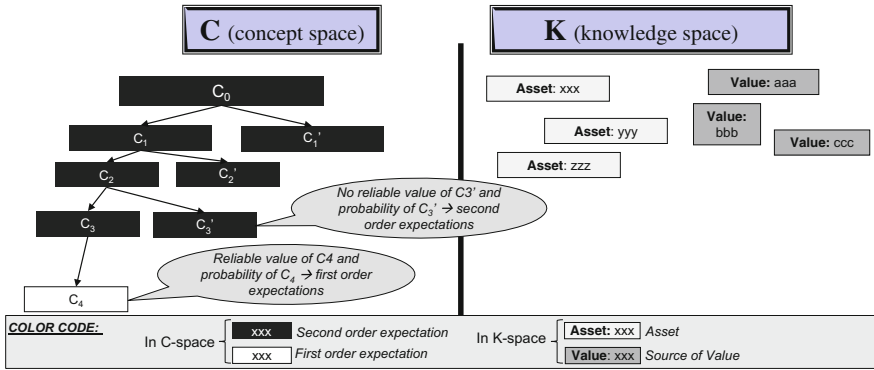 C (concept space)
K (knowledge space)
C0
C1
C1'
C2
C2'
C3
C3'
C4
No reliable value of C3' and
probability of C3' → second
order expectations
Reliable value of C4 and
probability of C4 → first order
expectations
Asset: xxx
Asset: yyy
Asset: zzz
Value: aaa
Value:
bbb
Value: ccc
COLOR CODE:
In C-space
xxx Second order expectation
xxx First order expectation
In K-space
Asset: xxx Asset
Value: xxx Source of Value